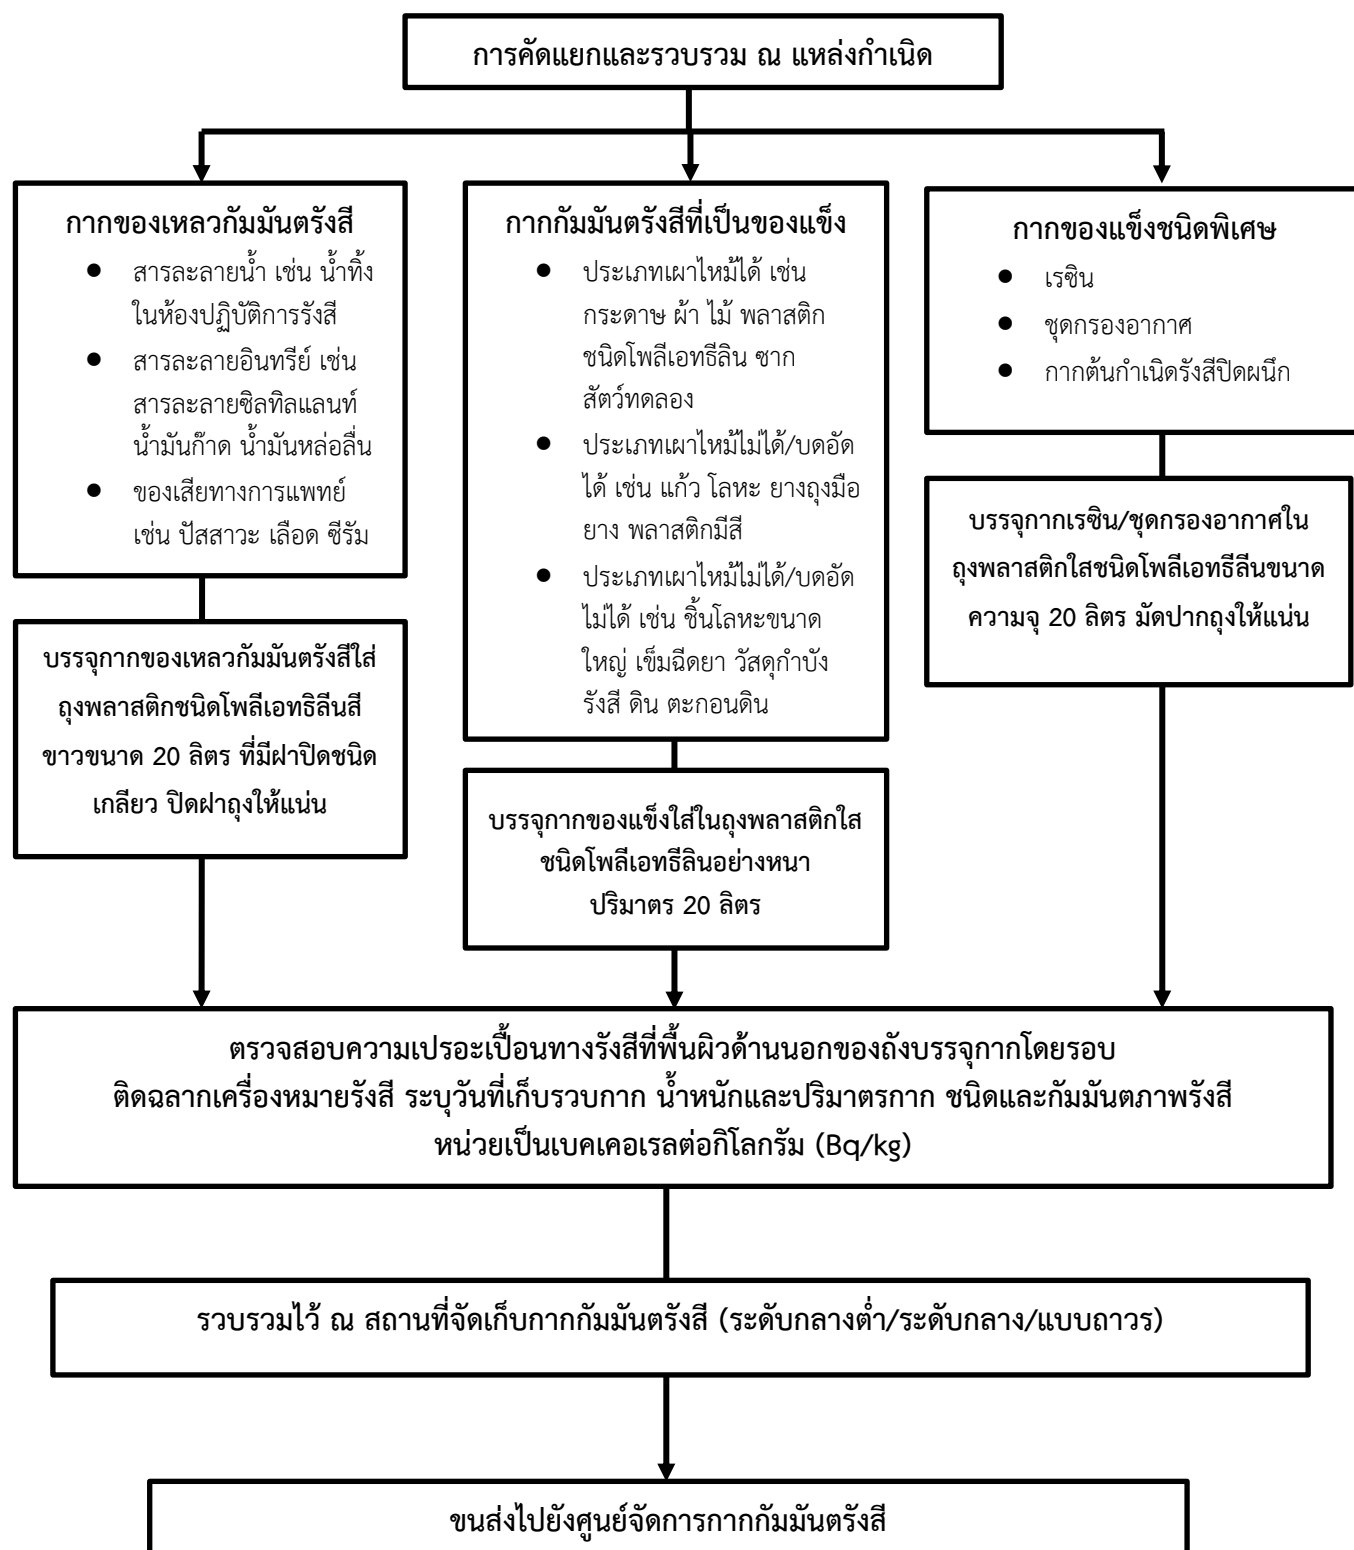 การคัดแยกและรวบรวม ณ แหล่งกำเนิด
กากของเหลวกัมมันตรังสี
● สารละลายน้ำ เช่น น้ำทิ้ง
ในห้องปฏิบัติการรังสี
● สารละลายอินทรีย์ เช่น
สารละลายซิลทิลแลนท์
น้ำมันก๊าด น้ำมันหล่อลื่น
● ของเสียทางการแพทย์
เช่น ปัสสาวะ เลือด ซีรัม
บรรจุกากของเหลวกัมมันตรังสีใส่
ถุงพลาสติกชนิดโพลีเอทธิลีนสี
ขาวขนาด 20 ลิตร ที่มีฝาปิดชนิด
เกลียว ปิดฝาถุงให้แน่น
กากกัมมันตรังสีที่เป็นของแข็ง
● ประเภทเผาไหม้ได้ เช่น
กระดาษ ผ้า ไม้ พลาสติก
ชนิดโพลีเอทธีลิน ซาก
สัตว์ทดลอง
● ประเภทเผาไหม้ไม่ได้/บดอัด
ได้ เช่น แก้ว โลหะ ยางถุงมือ
ยาง พลาสติกมีสี
● ประเภทเผาไหม้ไม่ได้/บดอัด
ไม่ได้ เช่น ชิ้นโลหะขนาด
ใหญ่ เข็มฉีดยา วัสดุกำบัง
รังสี ดิน ตะกอนดิน
บรรจุกากของแข็งใส่ในถุงพลาสติกใส
ชนิดโพลีเอทธีลินอย่างหนา
ปริมาตร 20 ลิตร
กากของแข็งชนิดพิเศษ
● เรซิน
● ชุดกรองอากาศ
● กากต้นกำเนิดรังสีปิดผนึก
บรรจุกากเรซิน/ชุดกรองอากาศใน
ถุงพลาสติกใสชนิดโพลีเอทธีลีนขนาด
ความจุ 20 ลิตร มัดปากถุงให้แน่น
ตรวจสอบความเปรอะเปื้อนทางรังสีที่พื้นผิวด้านนอกของถังบรรจุกากโดยรอบ
ติดฉลากเครื่องหมายรังสี ระบุวันที่เก็บรวบกาก น้ำหนักและปริมาตรกาก ชนิดและกัมมันตภาพรังสี
หน่วยเป็นเบคเคอเรลต่อกิโลกรัม (Bq/kg)
รวบรวมไว้ ณ สถานที่จัดเก็บกากกัมมันตรังสี (ระดับกลางต่ำ/ระดับกลาง/แบบถาวร)
ขนส่งไปยังศูนย์จัดการกากกัมมันตรังสี